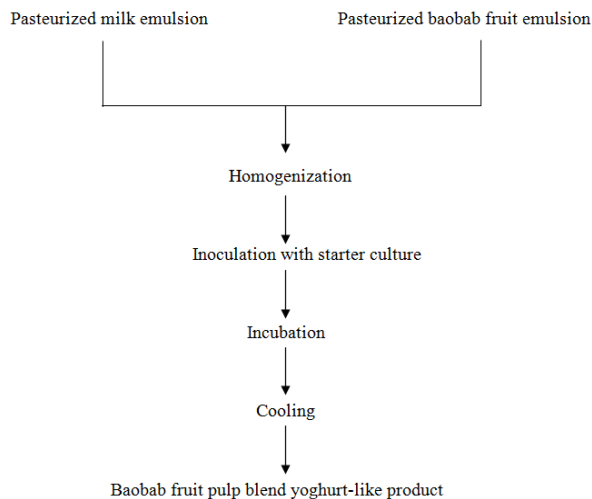 Pasteurized milk emulsion
Pasteurized baobab fruit emulsion
Homogenization
Inoculation with starter culture
Incubation
Cooling
Baobab fruit pulp blend yoghurt-like product